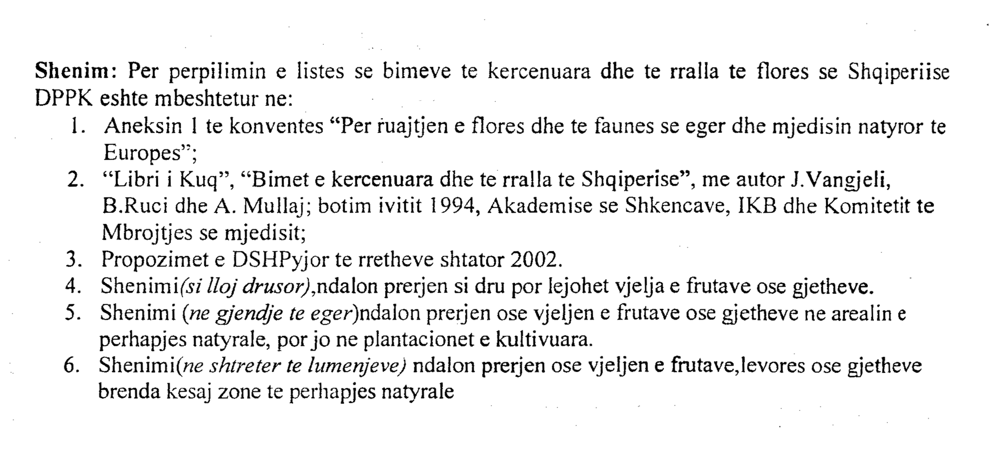 Shenim: Per perpilimin e listes se bimeve te kercenuara dhe te rralla te flores se Shqiperiise
DPPK eshte mbeshtetur ne:
1. Aneksin 1 te konventes “Per ruajtjen e flores dhe te faunes se eger dhe mjedisin natyror te
Europes”;
2. “Libri i Kuq”, “Bimet e kercenuara dhe te rralla te Shqiperise”, me autor J.Vangjeli,
B.Ruci dhe A. Mullaj; botim ivitit 1994, Akademise se Shkencave, IKB dhe Komitetit te
Mbrojtjes se mjedisit;
3. Propozimet e DSHPyjor te rretheve shtator 2002.
4. Shenimi(si lloj drusor),ndalon prerjen si dru por lejohet vjelja e frutave ose gjetheve.
5. Shenimi (ne gjendje te eger)ndalon prerjen ose vjeljen e frutave ose gjetheve ne arealin e
perhapjes natyrale, por jo ne plantacionet e kultivuara.
6. Shenimi(ne shtreter te lumenjeve) ndalon prerjen ose vjeljen e frutave,levores ose gjetheve
brenda kesaj zone te perhapjes natyrale